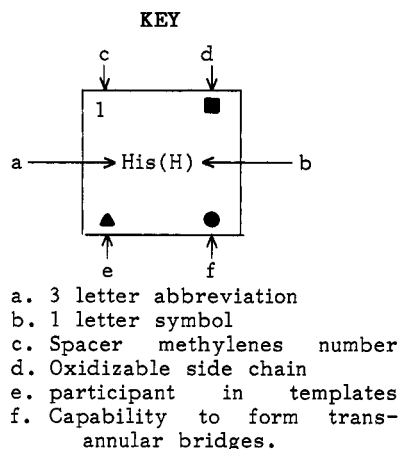 KEY
c d
1
a His(H) b
e f
a. 3 letter abbreviation
b. 1 letter symbol
c. Spacer methylenes number
d. Oxidizable side chain
e. participant in templates
f. Capability to form trans-
annular bridges.